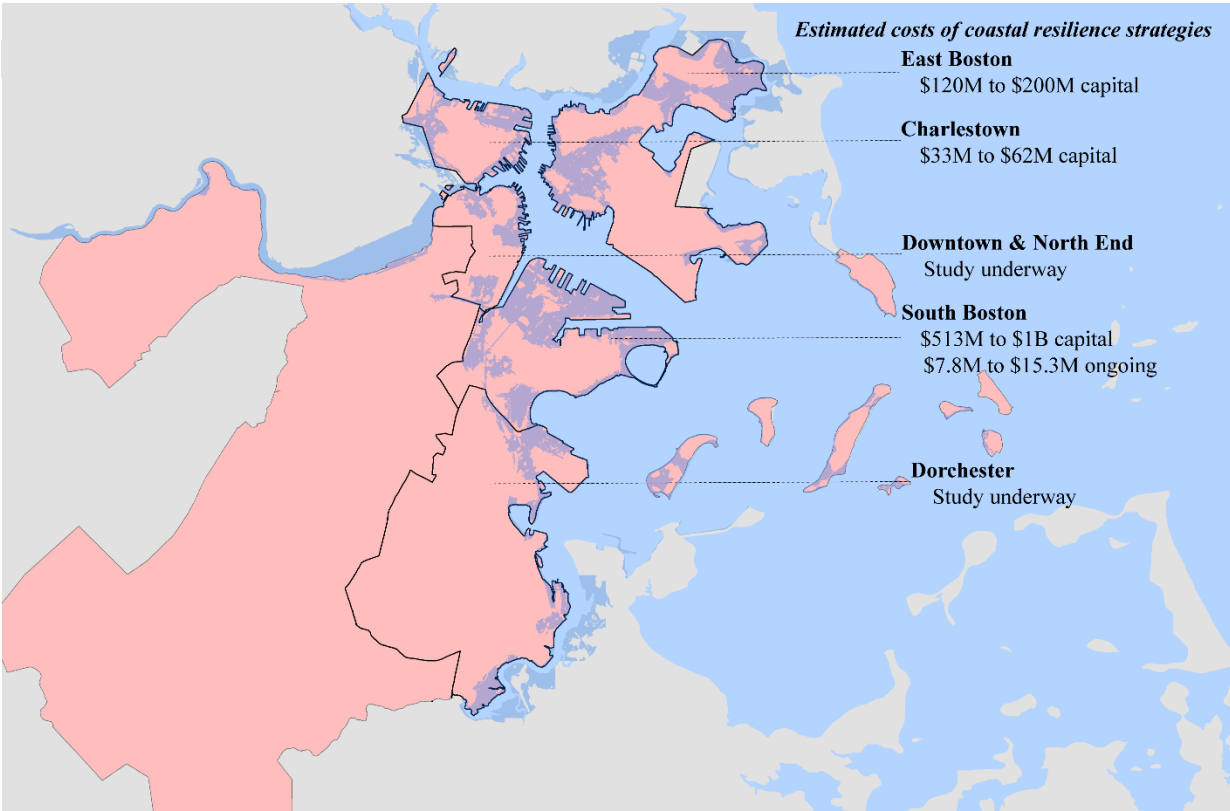 Estimated costs of coastal resilience strategies
East Boston
$120M to $200M capital
Charlestown
$33M to $62M capital
Downtown & North End
Study underway
South Boston
$513M to $1B capital
$7.8M to $15.3M ongoing
Dorchester
Study underway